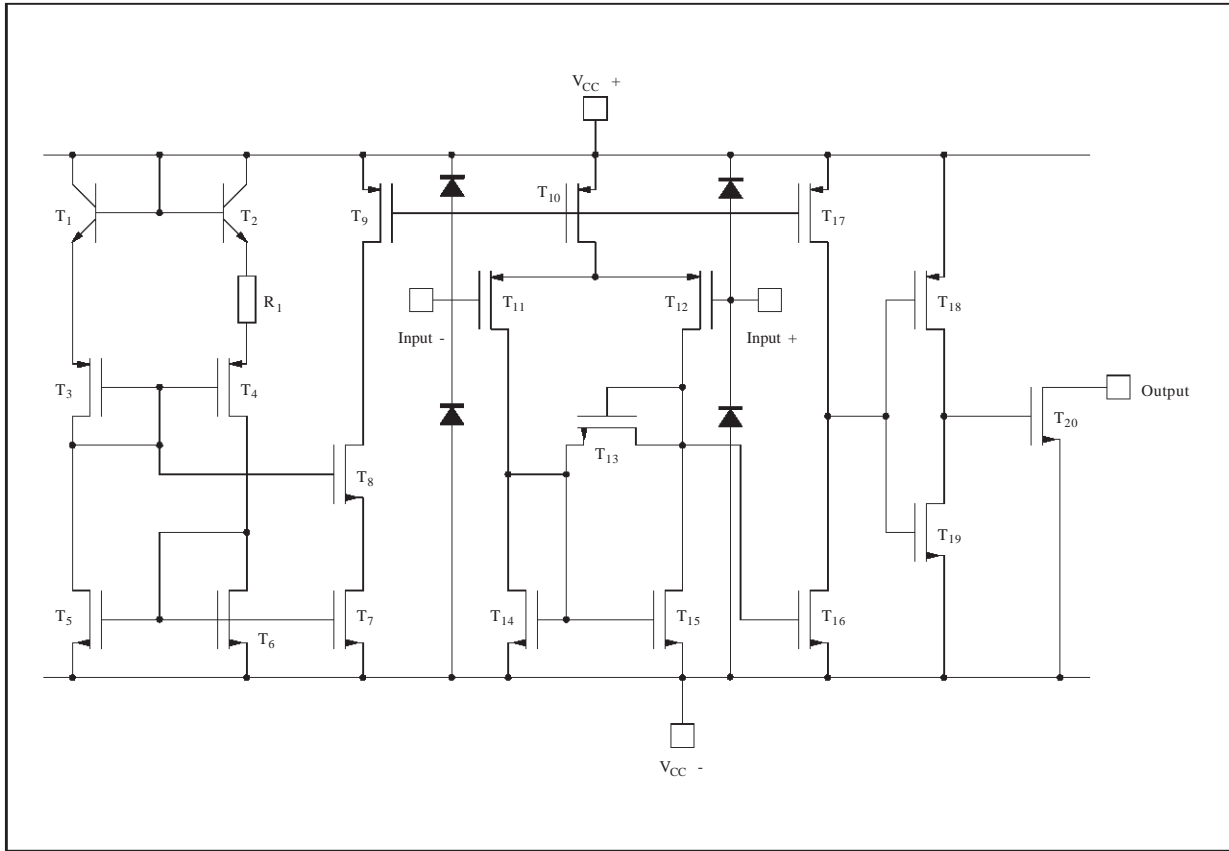 V_CC +
T_1
T_2
T_9
T_10
T_17
R_1
T_11
T_12
T_18
Input -
Input +
T_3
T_4
Output
T_20
T_13
T_8
T_19
T_5
T_6
T_7
T_14
T_15
T_16
V_CC -